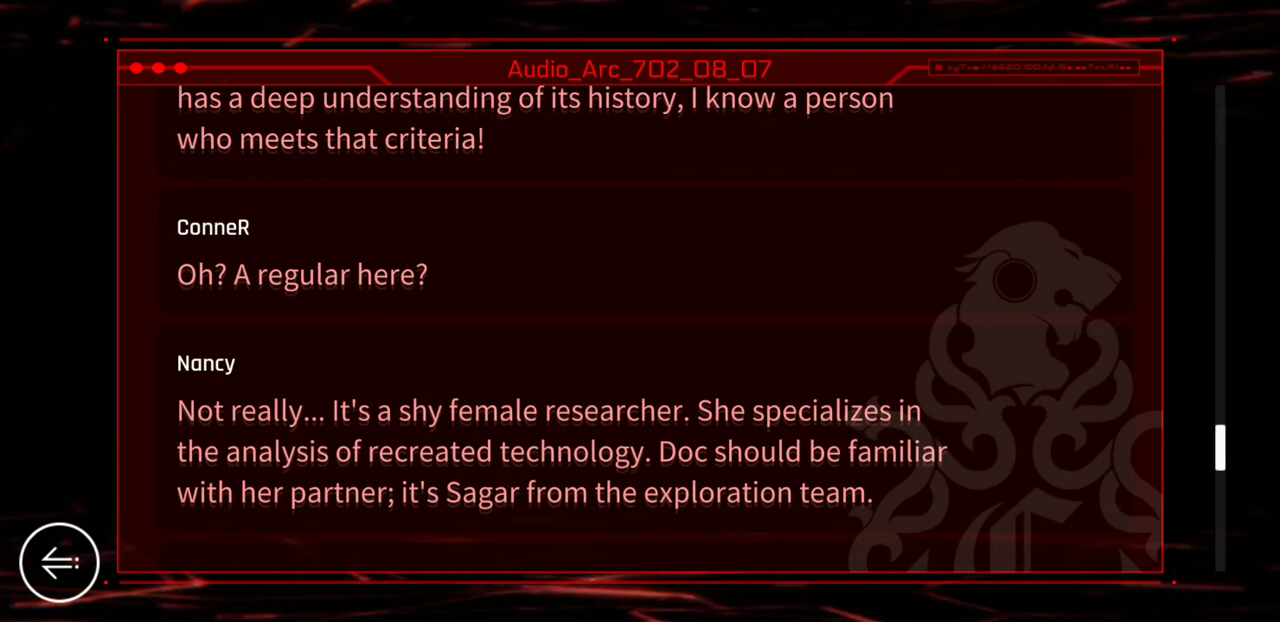 Audio_Arc_702_08_07
has a deep understanding of its history, I know a person
who meets that criteria!
ConneR
Oh? A regular here?
Nancy
Not really... It's a shy female researcher. She specializes in
the analysis of recreated technology. Doc should be familiar
with her partner; it's Sagar from the exploration team.